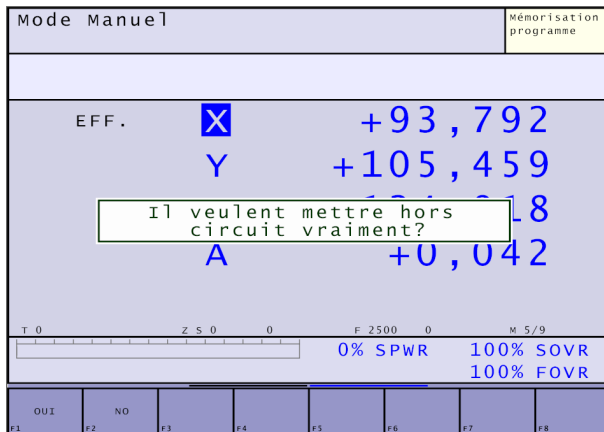 Mode Manuel
Mémorisation
programme
EFF. X +93,792
Y +105,459
8
Il veulent mettre hors
circuit vraiment?
A +0,042
T 0 Z S 0 0 F 2500 0 M 5/9
0% SPWR 100% SOVR
100% FOVR
OUI NO
F1 F2 F3 F4 F5 F6 F7 F8